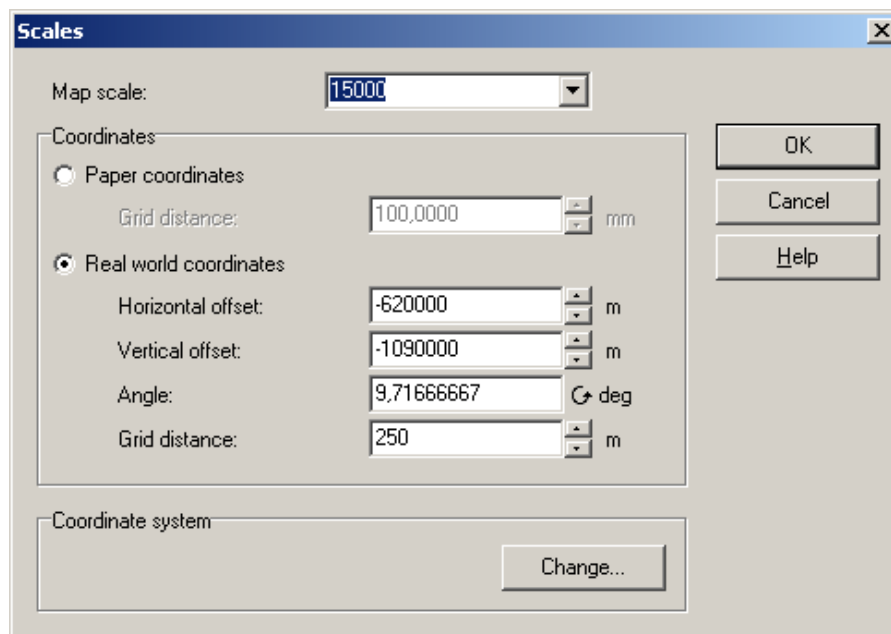 Scales
Map scale: 15000
Coordinates
Paper coordinates
Grid distance: 100,0000 mm
Real world coordinates
Horizontal offset: -620000 m
Vertical offset: -1090000 m
Angle: 9,71666667 deg
Grid distance: 250 m
Coordinate system
Change...
OK
Cancel
Help